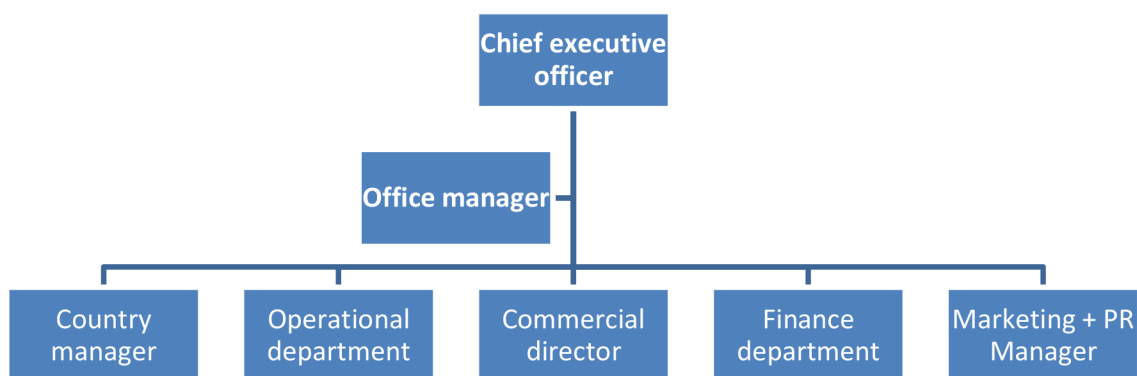 Chief executive
officer
Office manager
Country
manager
Operational
department
Commercial
director
Finance
department
Marketing + PR
Manager